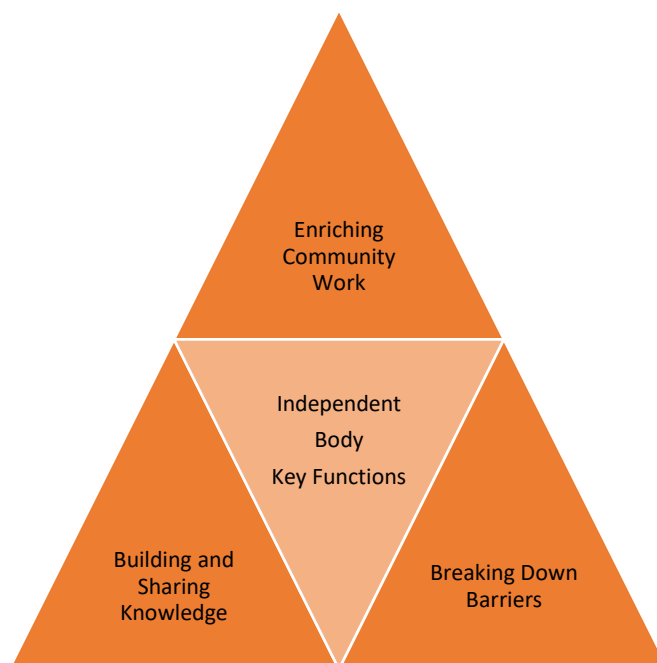 Enriching
Community
Work
Independent
Body
Key Functions
Building and
Sharing
Knowledge
Breaking Down
Barriers